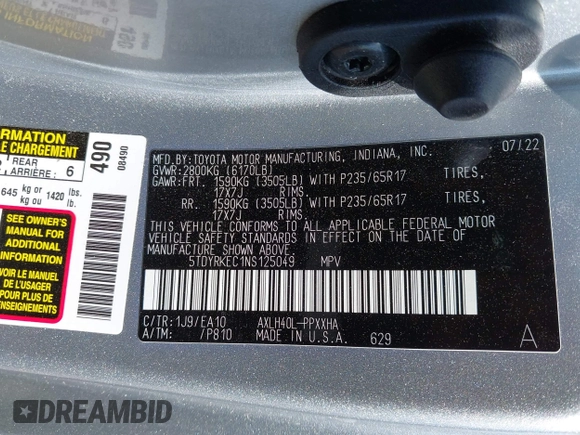 MFD.BY: TOYOTA MOTOR MANUFACTURING, INDIANA, INC. 07/22
GVWR: 2800KG (6170LB)
GAWR: FRT. 1590KG (3505LB) WITH P235/65R17 TIRES,
17X7J RIMS.
RR. 1590KG (3505LB) WITH P235/65R17 TIRES,
17X7J RIMS.
THIS VEHICLE CONFORMS TO ALL APPLICABLE FEDERAL MOTOR
VEHICLE SAFETY STANDARDS IN EFFECT ON THE DATE OF
MANUFACTURE SHOWN ABOVE.
5TDYRKEC1NS125049 MPV
C/TR: 1J9/EA10 AXLH40L-PPXXHA
A/TM: /P810 MADE IN U.S.A. 629 A
RMATION
E CHARGEMENT
REAR
ARRIÈRE: 6
645 kg or 1420 lbs.
kg ou lb.
SEE OWNER'S
MANUAL FOR
ADDITIONAL
INFORMATION
VOIR LE MANUEL
DE L'USAGER
POUR PLUS DE
RENSEIGNEMENTS
490
08490
DREAMBID